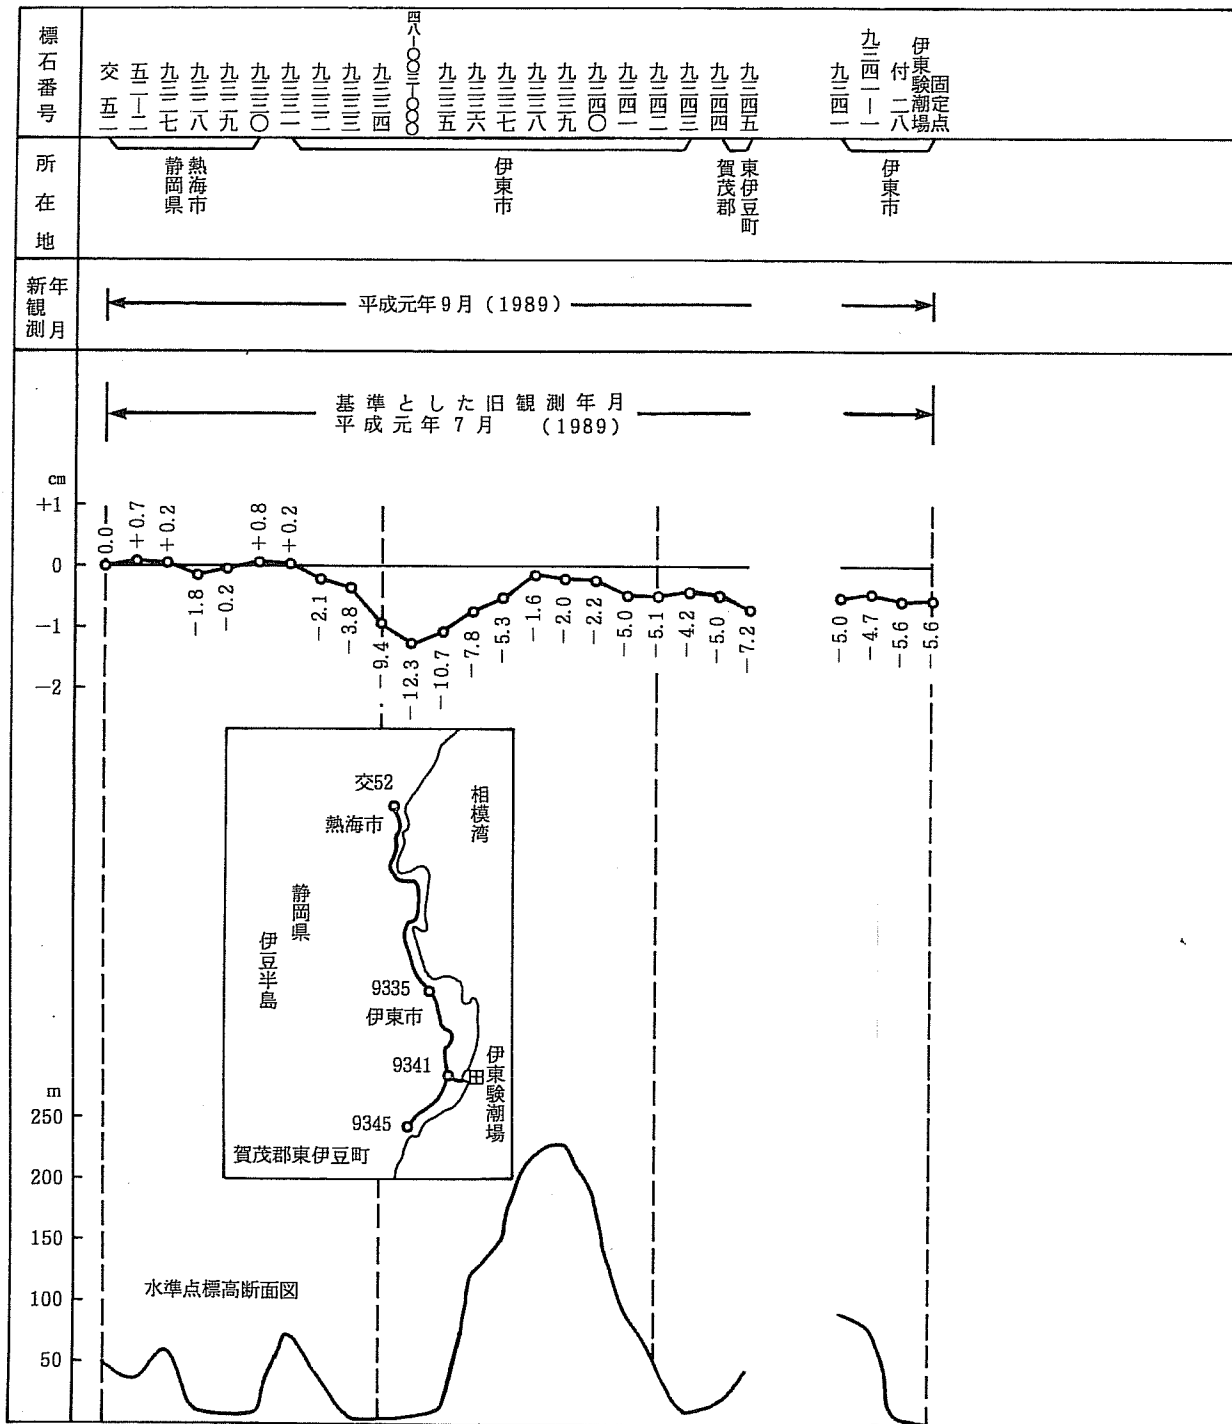 標石番号
交五二
五二―二
九三二七
九三二八
九三二九
九三三〇
九三三一
九三三二
九三三三
九三三四
四八―〇〇三―〇〇〇
九三三五
九三三六
九三三七
九三三八
九三三九
九三四〇
九三四一
九三四二
九三四三
九三四四
九三四五
九三四一
九三四一―一
付二八
伊東験潮場
固定点
所在地
静岡県
熱海市
伊東市
賀茂郡
東伊豆町
伊東市
新観測
年月
平成元年9月(1989)
基準とした旧観測年月
平成元年7月 (1989)
cm
+1
0
-1
-2
0.0
+0.7
+0.2
-1.8
-0.2
+0.8
+0.2
-2.1
-3.8
-9.4
-12.3
-10.7
-7.8
-5.3
-1.6
-2.0
-2.2
-5.0
-5.1
-4.2
-5.0
-7.2
-5.0
-4.7
-5.6
-5.6
交52
熱海市
相模湾
静岡県
伊豆半島
9335
伊東市
9341
伊東験潮場
9345
賀茂郡東伊豆町
m
250
200
150
100
50
水準点標高断面図